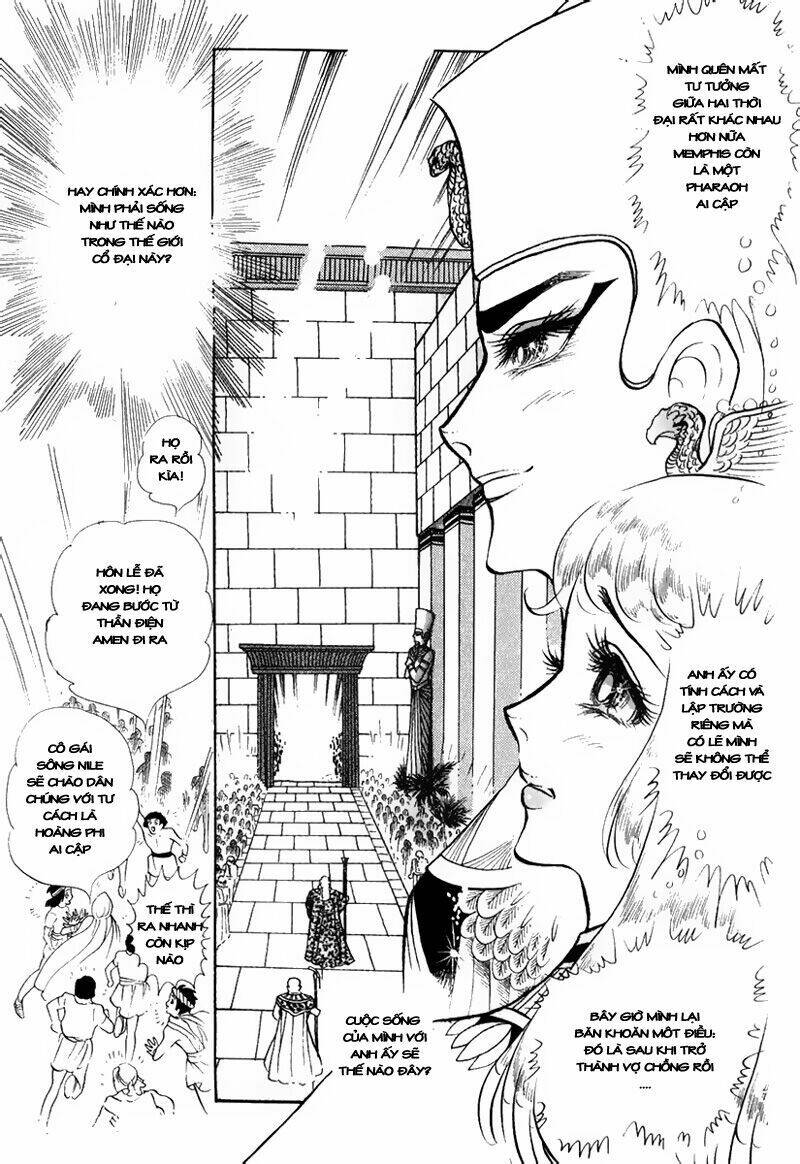 MÌNH QUÊN MẤT
TƯ TƯỞNG
GIỮA HAI THỜI
ĐẠI RẤT KHÁC NHAU
HƠN NỮA
MEMPHIS CÒN
LÀ MỘT
PHARAOH
AI CẬP
ANH ẤY CÓ
TÍNH CÁCH VÀ
LẬP TRƯỜNG
RIÊNG MÀ
CÓ LẼ MÌNH
SẼ KHÔNG THỂ
THAY ĐỔI ĐƯỢC
BÂY GIỜ MÌNH LẠI
BĂN KHOĂN MÔT ĐIỀU:
ĐÓ LÀ SAU KHI TRỞ
THÀNH VỢ CHỒNG RỒI
....
CUỘC SỐNG
CỦA MÌNH VỚI
ANH ẤY SẼ
THẾ NÀO ĐÂY?
HAY CHÍNH XÁC HƠN:
MÌNH PHẢI SỐNG
NHƯ THẾ NÀO
TRONG THẾ GIỚI
CỔ ĐẠI NÀY?
HỌ
RA RỒI
KÌA!
HÔN LỄ ĐÃ
XONG! HỌ
ĐANG BƯỚC TỪ
THẦN ĐIỆN
AMEN ĐI RA
CÔ GÁI
SÔNG NILE
SẼ CHÀO DÂN
CHÚNG VỚI TƯ
CÁCH LÀ
HOÀNG PHI
AI CẬP
THẾ THÌ
RA NHANH
CÒN KỊP
NÀO